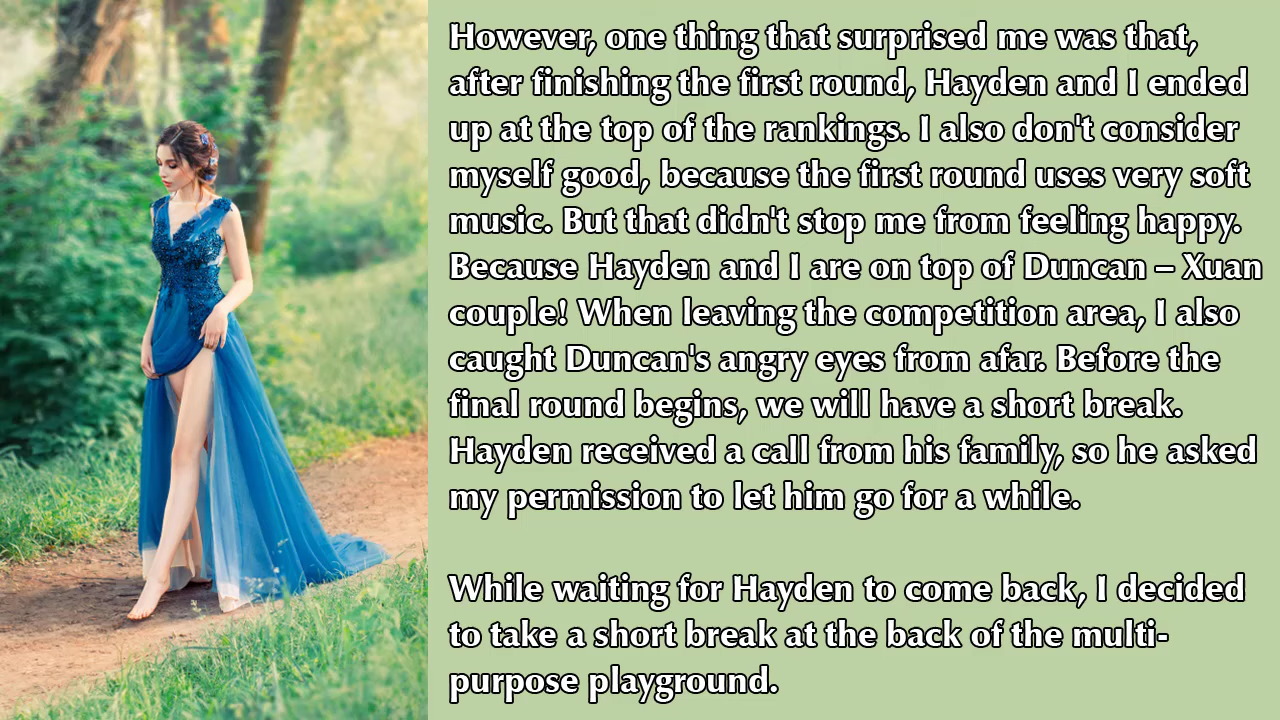 However, one thing that surprised me was that,
after finishing the first round, Hayden and I ended
up at the top of the rankings. I also don't consider
myself good, because the first round uses very soft
music. But that didn't stop me from feeling happy.
Because Hayden and I are on top of Duncan – Xuan
couple! When leaving the competition area, I also
caught Duncan's angry eyes from afar. Before the
final round begins, we will have a short break.
Hayden received a call from his family, so he asked
my permission to let him go for a while.
While waiting for Hayden to come back, I decided
to take a short break at the back of the multi-
purpose playground.